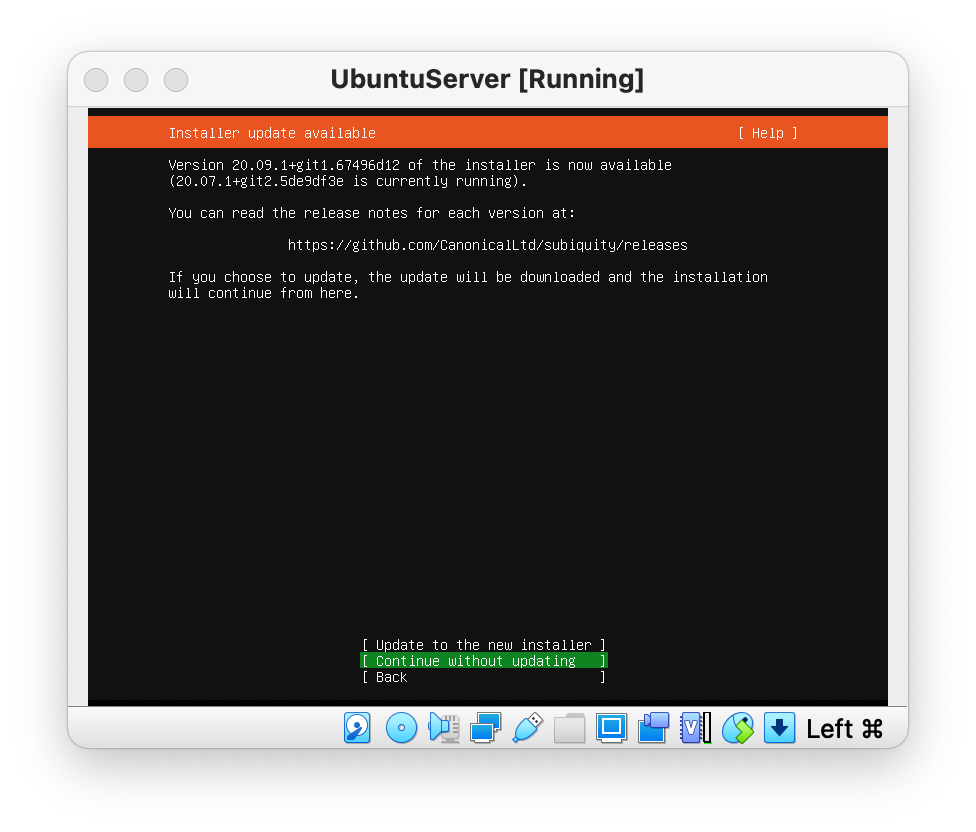 UbuntuServer [Running]
Installer update available [ Help ]
Version 20.09.1+git1.67496d12 of the installer is now available
(20.07.1+git2.5de9df3e is currently running).
You can read the release notes for each version at:
https://github.com/CanonicalLtd/subiquity/releases
If you choose to update, the update will be downloaded and the installation
will continue from here.
[ Update to the new installer ]
[ Continue without updating ]
[ Back ]
V
Left ⌘